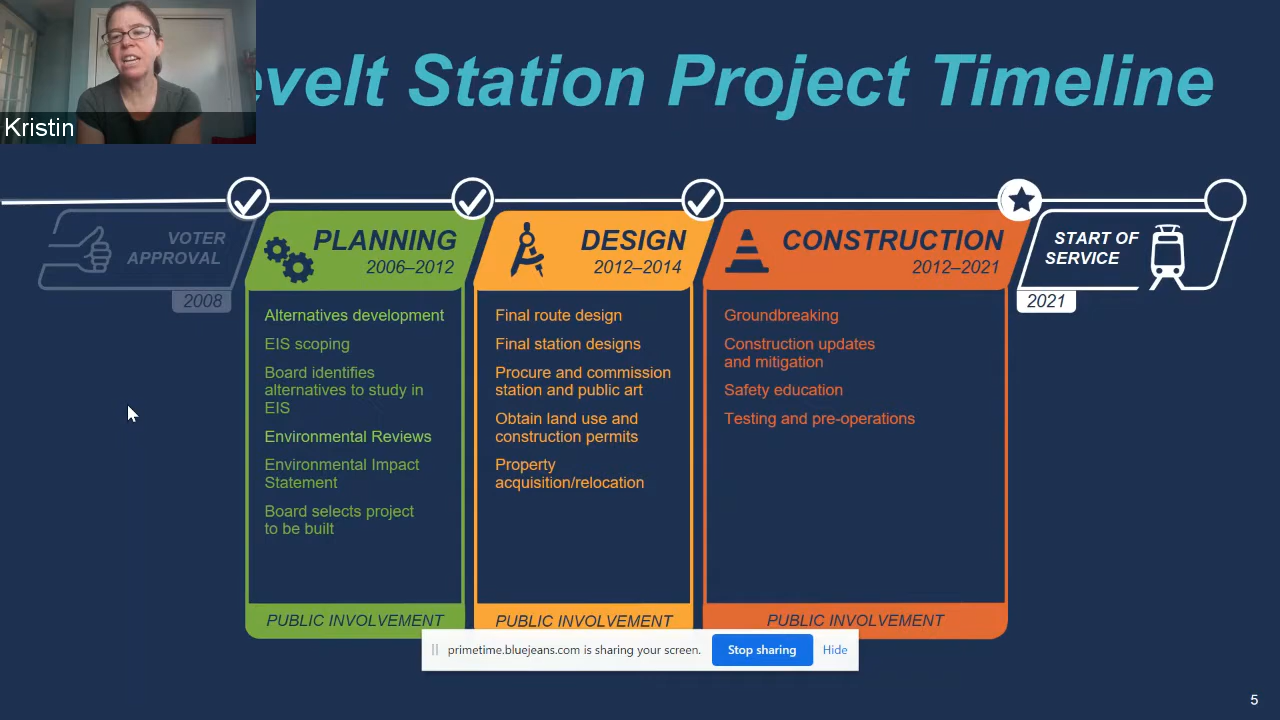 evelt Station Project Timeline
Kristin
VOTER
APPROVAL
2008
PLANNING
2006–2012
Alternatives development
EIS scoping
Board identifies
alternatives to study in
EIS
Environmental Reviews
Environmental Impact
Statement
Board selects project
to be built
PUBLIC INVOLVEMENT
DESIGN
2012–2014
Final route design
Final station designs
Procure and commission
station and public art
Obtain land use and
construction permits
Property
acquisition/relocation
PUBLIC INVOLVEMENT
CONSTRUCTION
2012–2021
Groundbreaking
Construction updates
and mitigation
Safety education
Testing and pre-operations
PUBLIC INVOLVEMENT
START OF
SERVICE
2021
primetime.bluejeans.com is sharing your screen.
Stop sharing
Hide
5